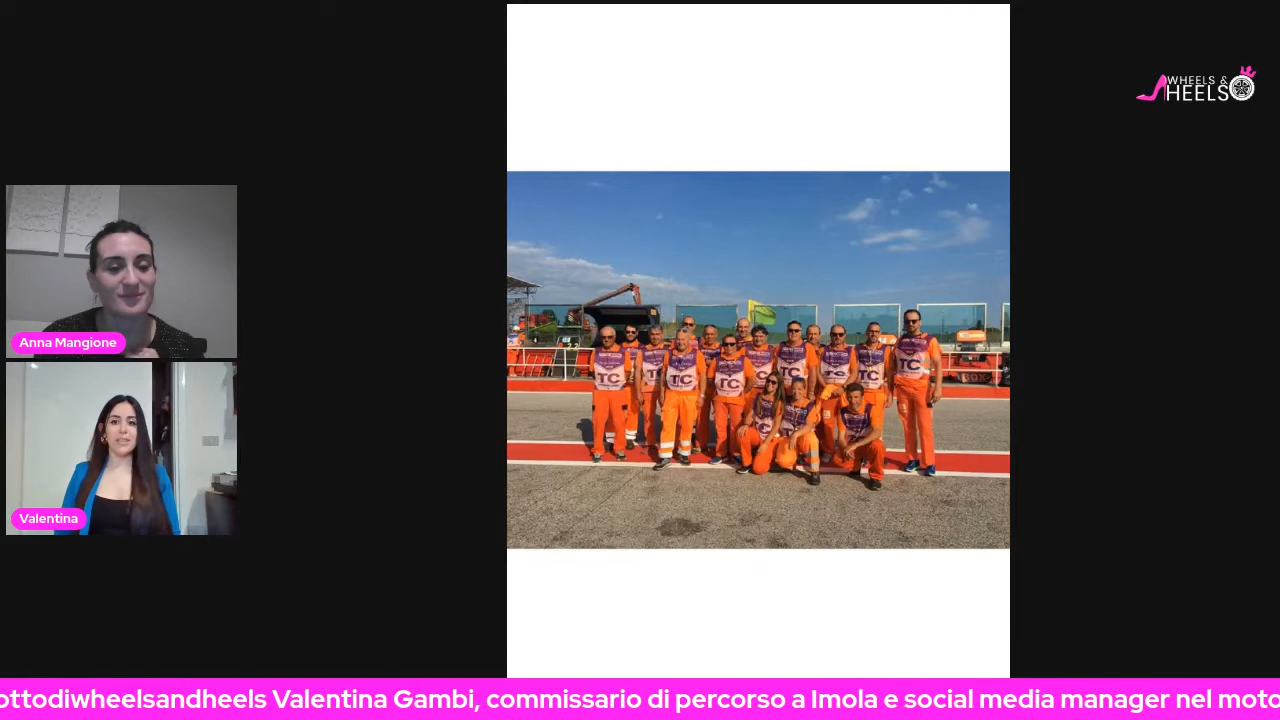 WHEELS &
HEELS
Anna Mangione
Valentina
TC
TC
TC
TC
TC
TC
ottodiwheelsandheels Valentina Gambi, commissario di percorso a Imola e social media manager nel moto